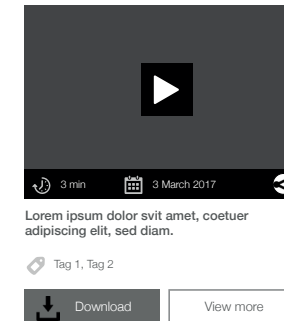 3 min 3 March 2017
Lorem ipsum dolor svit amet, coetuer
adipiscing elit, sed diam.
Tag 1, Tag 2
Download View more